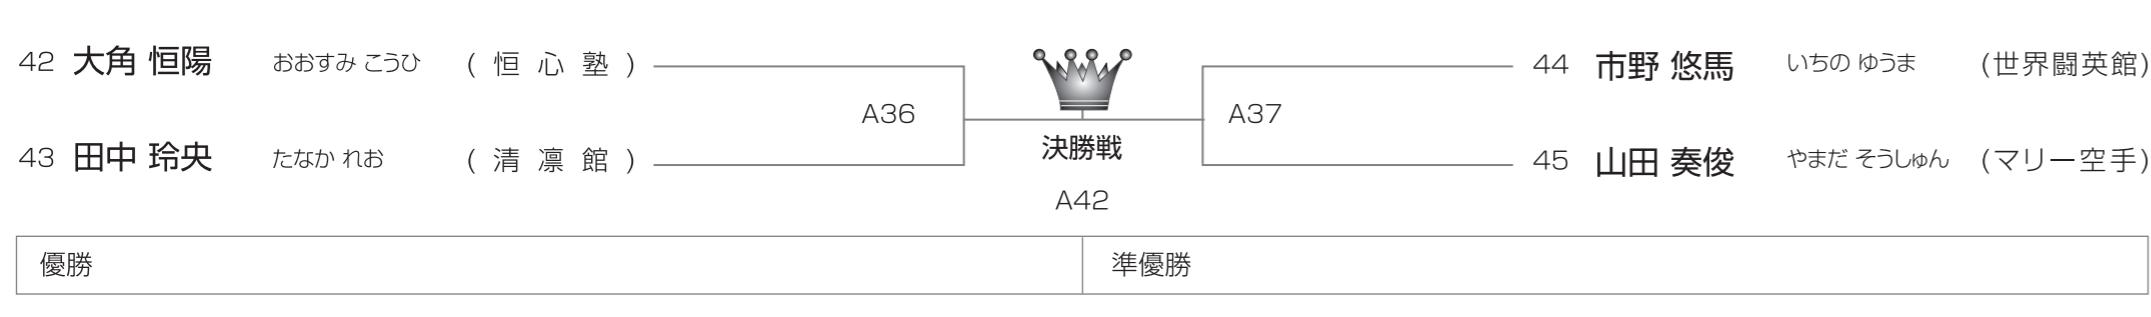 42 大角 恒陽 おおすみ こうひ (恒心塾)
A36
43 田中 玲央 たなか れお (清凛館)
決勝戦
A42
44 市野 悠馬 いちの ゆうま (世界闘英館)
A37
45 山田 奏俊 やまだ そうしゅん (マリー空手)
優勝
準優勝